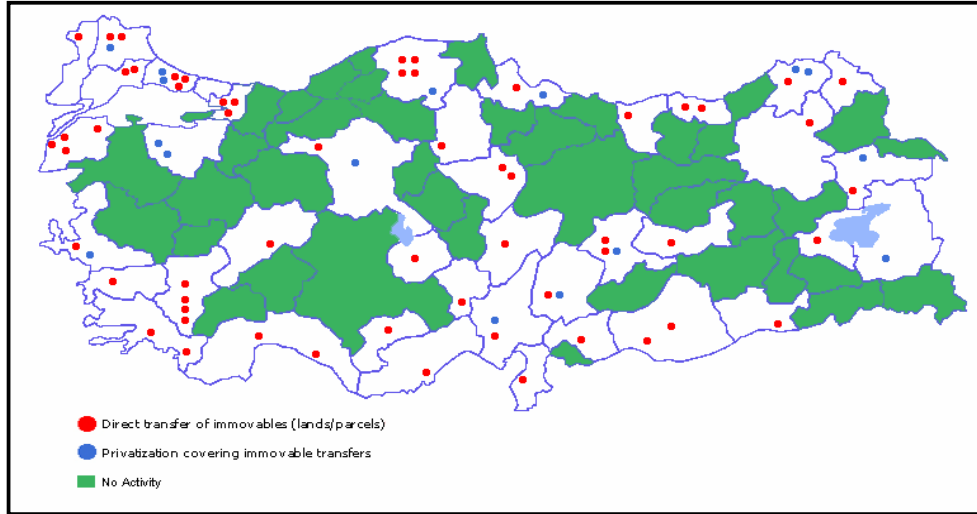 Direct transfer of immovables (lands/parcels)
Privatization covering immovable transfers
No Activity